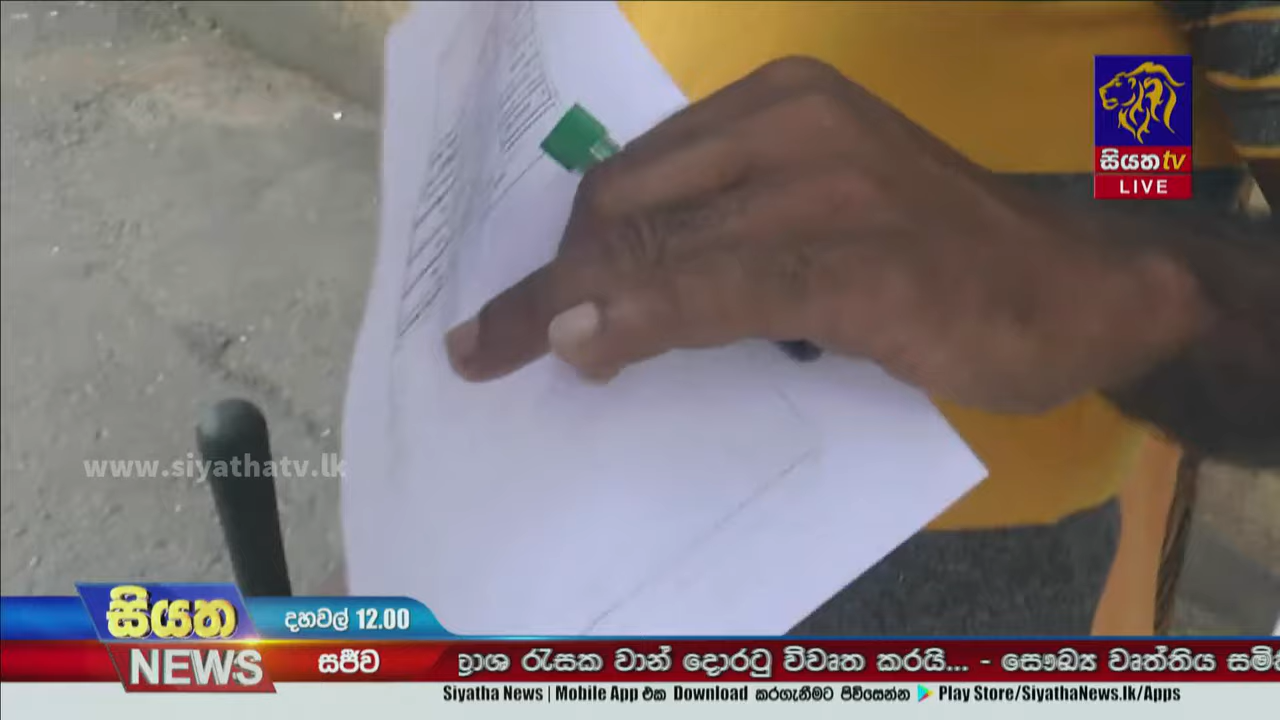 සියත tv
LIVE
www.siyathatv.lk
සියත
NEWS
දහවල් 12.00
සජීව
රැසක වාන් දොරටු විවෘත කරයි... - සෞඛ්‍ය වෘත්තිය
Siyatha News | Mobile App එක Download කරගැනීමට පිවිසෙන්න Play Store/SiyathaNews.lk/Apps